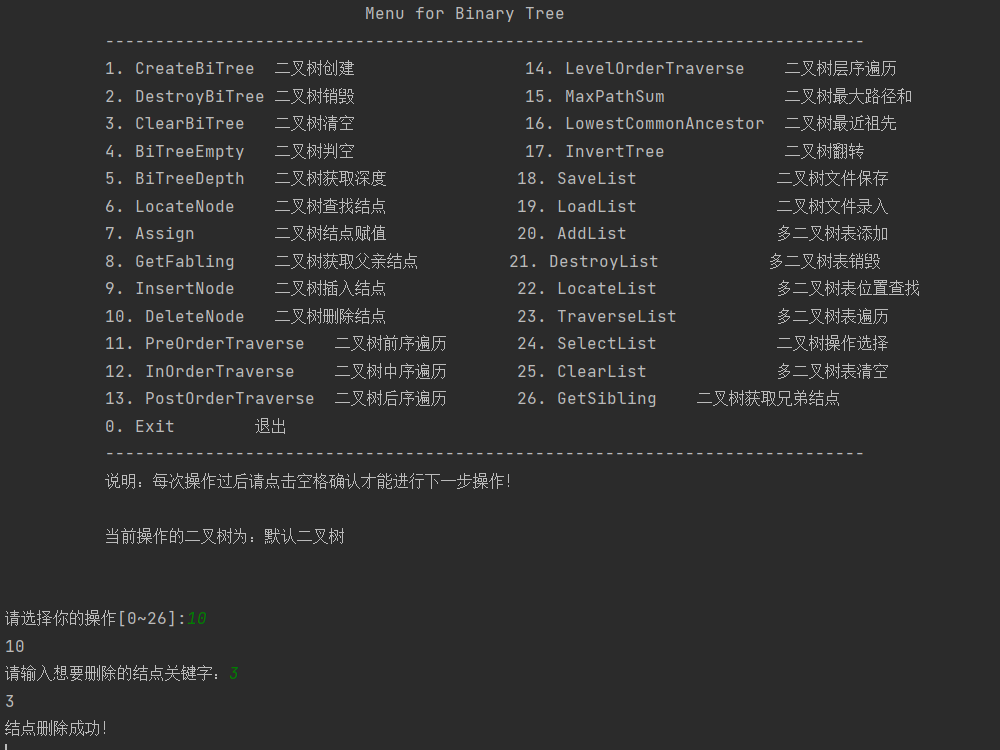 Menu for Binary Tree
----------------------------------------------------------------------------
1. CreateBiTree  二叉树创建                 14. LevelOrderTraverse    二叉树层序遍历
2. DestroyBiTree 二叉树销毁                 15. MaxPathSum            二叉树最大路径和
3. ClearBiTree   二叉树清空                 16. LowestCommonAncestor  二叉树最近祖先
4. BiTreeEmpty   二叉树判空                 17. InvertTree            二叉树翻转
5. BiTreeDepth   二叉树获取深度             18. SaveList              二叉树文件保存
6. LocateNode    二叉树查找结点             19. LoadList              二叉树文件录入
7. Assign        二叉树结点赋值             20. AddList               多二叉树表添加
8. GetFabling    二叉树获取父亲结点         21. DestroyList           多二叉树表销毁
9. InsertNode    二叉树插入结点             22. LocateList            多二叉树表位置查找
10. DeleteNode   二叉树删除结点             23. TraverseList          多二叉树表遍历
11. PreOrderTraverse   二叉树前序遍历       24. SelectList            二叉树操作选择
12. InOrderTraverse    二叉树中序遍历       25. ClearList             多二叉树表清空
13. PostOrderTraverse  二叉树后序遍历       26. GetSibling    二叉树获取兄弟结点
0. Exit        退出
----------------------------------------------------------------------------
说明：每次操作过后请点击空格确认才能进行下一步操作！
当前操作的二叉树为：默认二叉树
请选择你的操作[0~26]:10
10
请输入想要删除的结点关键字：3
3
结点删除成功！